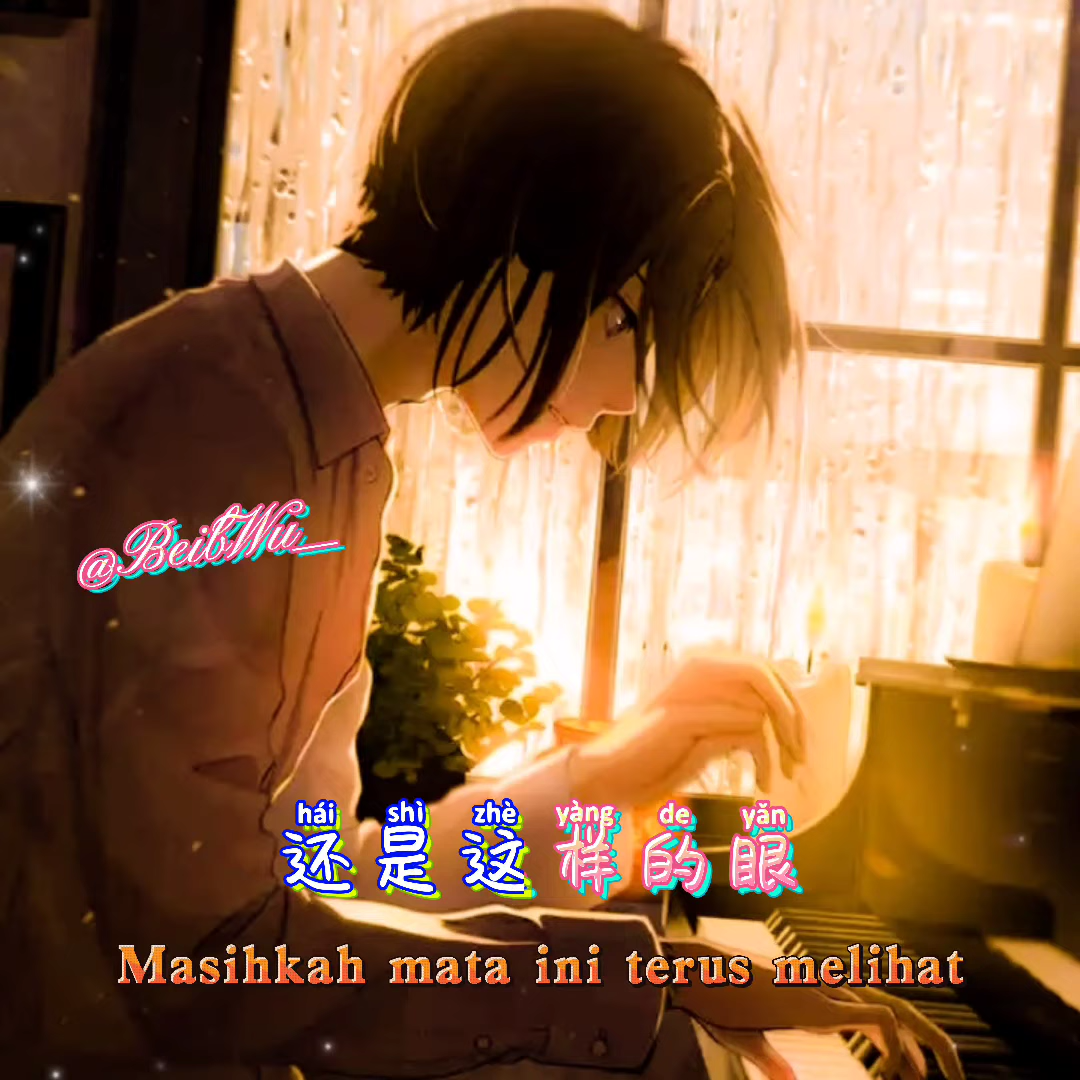 @BeibWu_
hái shì zhè yàng de yǎn
还是这样的眼
Masihkah mata ini terus melihat